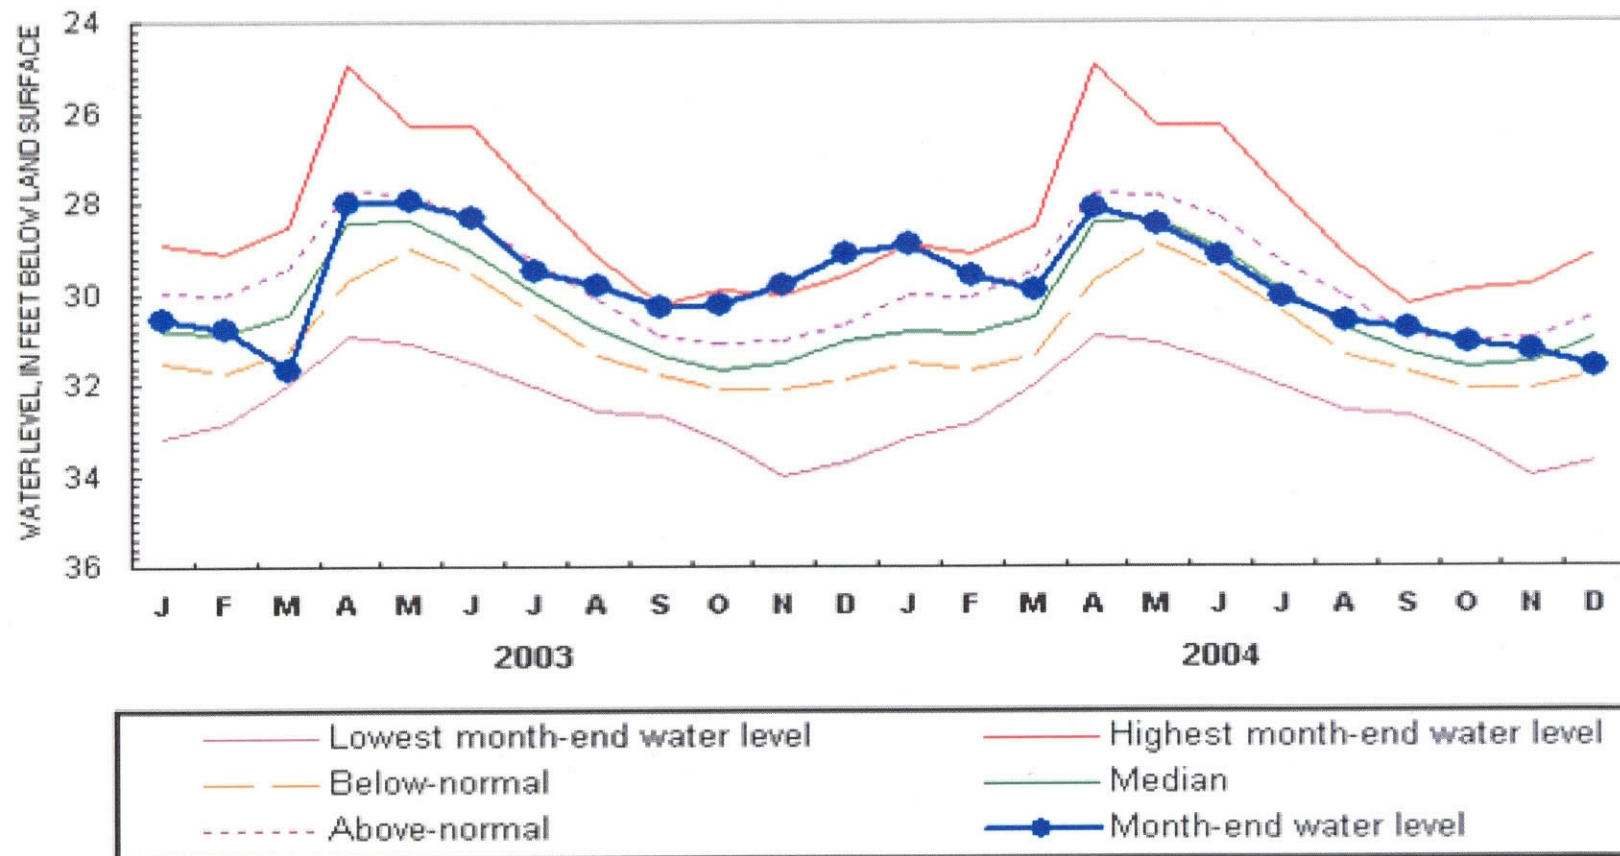 WATER LEVEL, IN FEET BELOW LAND SURFACE
24
26
28
30
32
34
36
J F M A M J J A S O N D J F M A M J J A S O N D
2003 2004
Lowest month-end water level Highest month-end water level
Below-normal Median
Above-normal Month-end water level